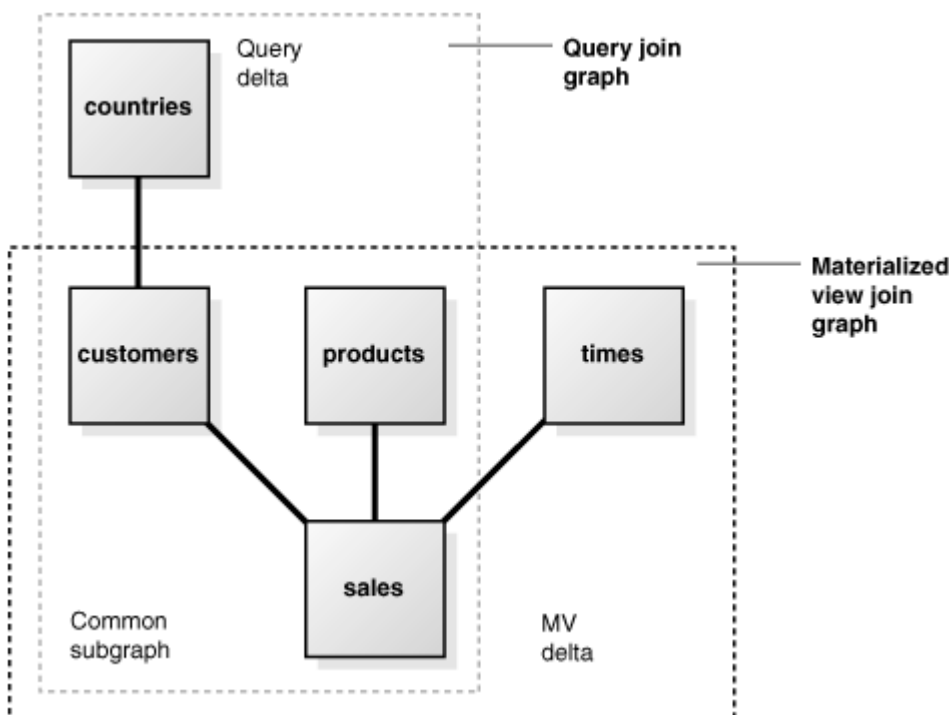 Query
delta
Query join
graph
countries
Materialized
view join
graph
customers
products
times
sales
Common
subgraph
MV
delta